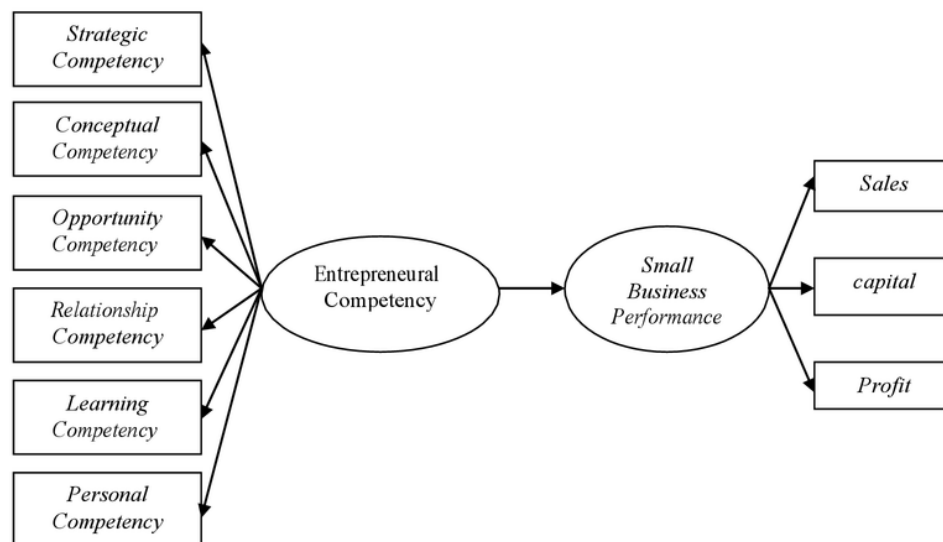 Strategic
Competency
Conceptual
Competency
Opportunity
Competency
Relationship
Competency
Learning
Competency
Personal
Competency
Entrepreneural
Competency
Small
Business
Performance
Sales
capital
Profit